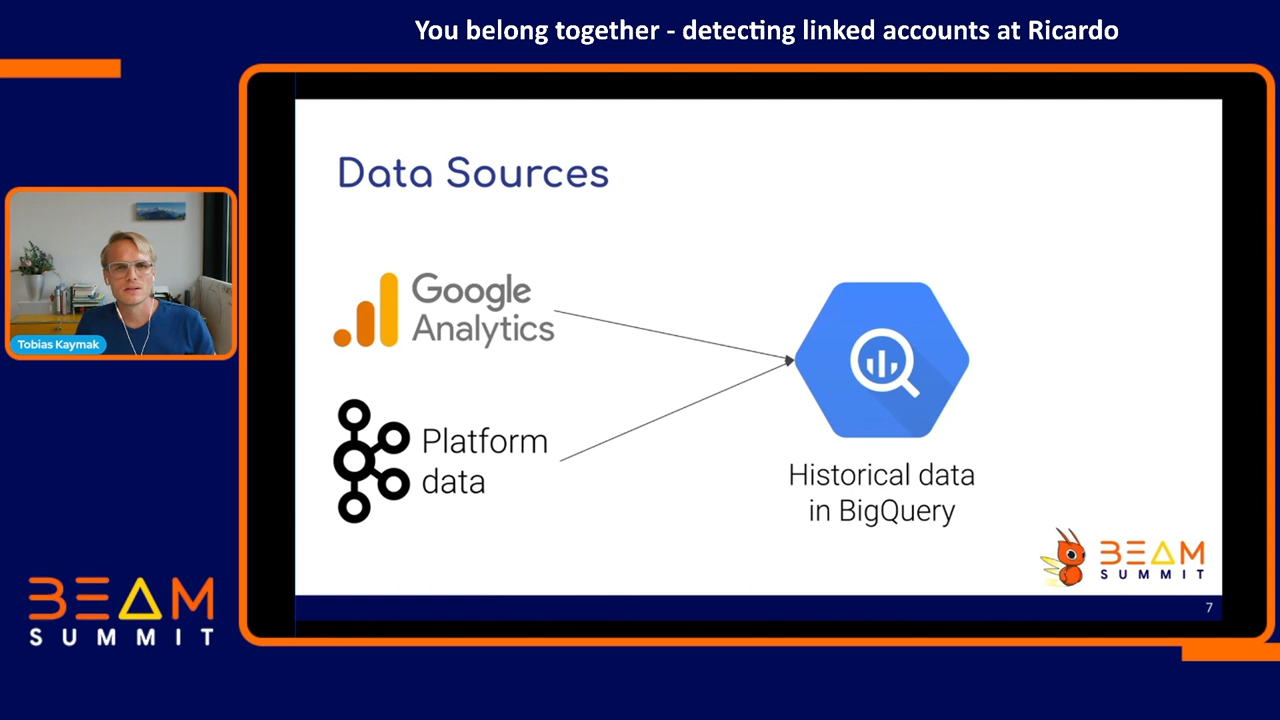 You belong together - detecting linked accounts at Ricardo
Data Sources
Google
Analytics
Platform
data
Historical data
in BigQuery
BEAM
SUMMIT
7
Tobias Kaymak
BEAM
SUMMIT